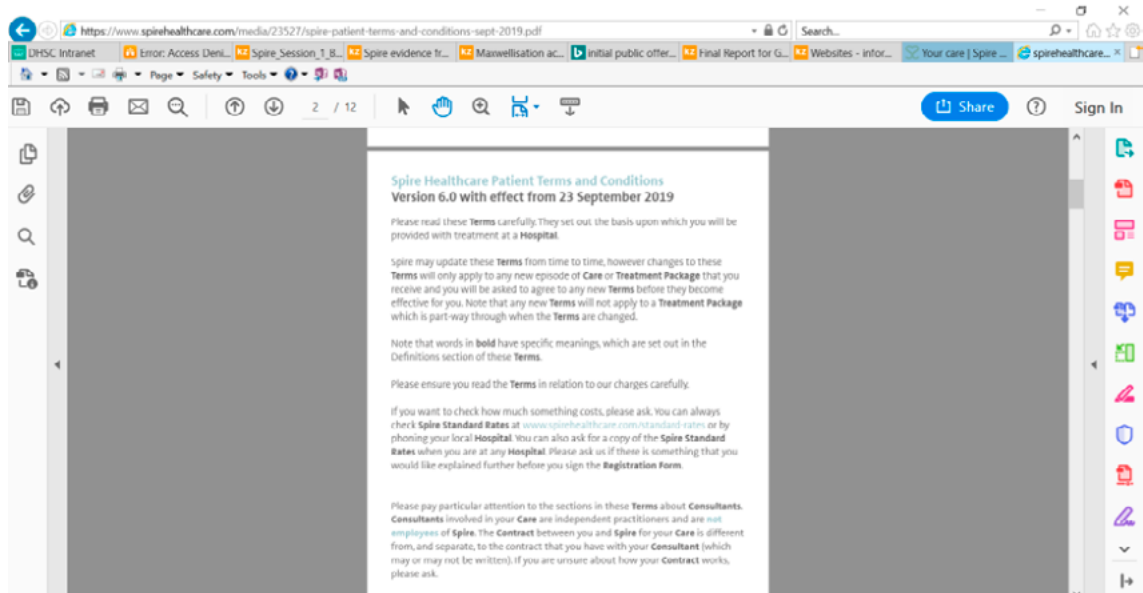 https://www.spirehealthcare.com/media/23527/spire-patient-terms-and-conditions-sept-2019.pdf
Search...
DHSC Intranet
Error: Access Deni...
Spire_Session_1_B...
Spire evidence fr...
Maxwellisation ac...
initial public offer...
Final Report for G...
Websites - infor...
Your care | Spire ...
spirehealthcare...
Page Safety Tools
2 / 12
Share
Sign In
Spire Healthcare Patient Terms and Conditions
Version 6.0 with effect from 23 September 2019
Please read these Terms carefully. They set out the basis upon which you will be
provided with treatment at a Hospital.
Spire may update these Terms from time to time, however changes to these
Terms will only apply to any new episode of Care or Treatment Package that you
receive and you will be asked to agree to any new Terms before they become
effective for you. Note that any new Terms will not apply to a Treatment Package
which is part-way through when the Terms are changed.
Note that words in bold have specific meanings, which are set out in the
Definitions section of these Terms.
Please ensure you read the Terms in relation to our charges carefully.
If you want to check how much something costs, please ask. You can always
check Spire Standard Rates at www.spirehealthcare.com/standard-rates or by
phoning your local Hospital. You can also ask for a copy of the Spire Standard
Rates when you are at any Hospital. Please ask us if there is something that you
would like explained further before you sign the Registration Form.
Please pay particular attention to the sections in these Terms about Consultants.
Consultants involved in your Care are independent practitioners and are not
employees of Spire. The Contract between you and Spire for your Care is different
from, and separate, to the contract that you have with your Consultant (which
may or may not be written). If you are unsure about how your Contract works,
please ask.